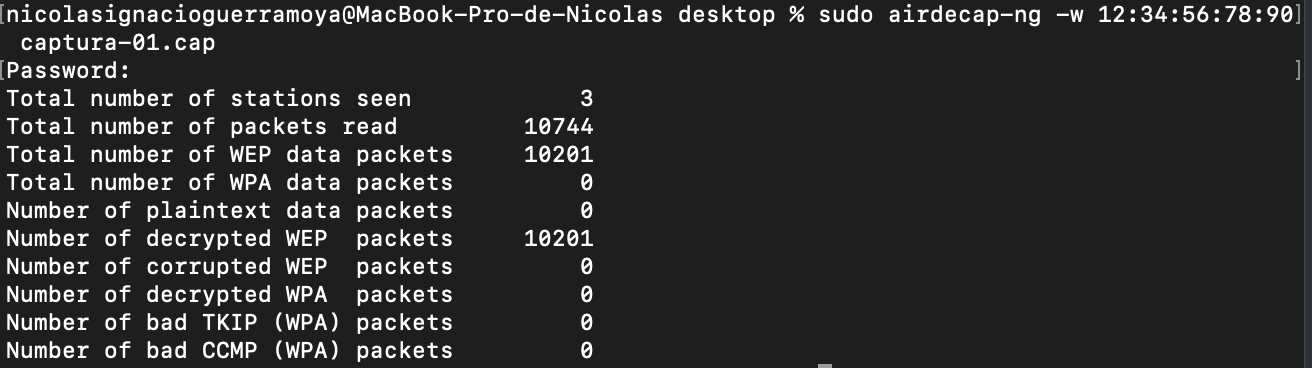 [nicolasignacioguerramoya@MacBook-Pro-de-Nicolas desktop % sudo airdecap-ng -w 12:34:56:78:90]
captura-01.cap
[Password: ]
Total number of stations seen 3
Total number of packets read 10744
Total number of WEP data packets 10201
Total number of WPA data packets 0
Number of plaintext data packets 0
Number of decrypted WEP  packets 10201
Number of corrupted WEP  packets 0
Number of decrypted WPA  packets 0
Number of bad TKIP (WPA) packets 0
Number of bad CCMP (WPA) packets 0